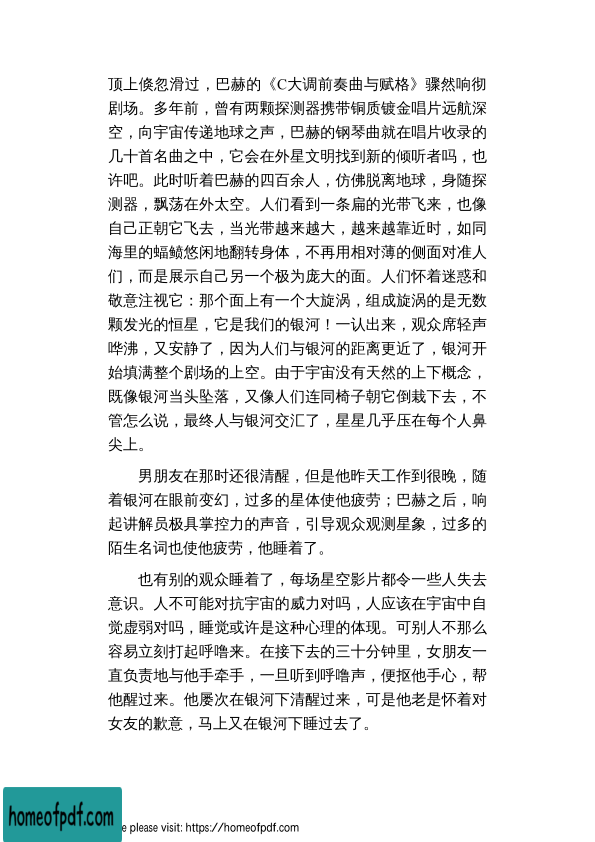 顶上倏忽滑过，巴赫的《C大调前奏曲与赋格》骤然响彻
剧场。多年前，曾有两颗探测器携带铜质镀金唱片远航深
空，向宇宙传递地球之声，巴赫的钢琴曲就在唱片收录的
几十首名曲之中，它会在外星文明找到新的倾听者吗，也
许吧。此时听着巴赫的四百余人，仿佛脱离地球，身随探
测器，飘荡在外太空。人们看到一条扁的光带飞来，也像
自己正朝它飞去，当光带越来越大，越来越靠近时，如同
海里的蝠鲼悠闲地翻转身体，不再用相对薄的侧面对准人
们，而是展示自己另一个极为庞大的面。人们怀着迷惑和
敬意注视它：那个面上有一个大旋涡，组成旋涡的是无数
颗发光的恒星，它是我们的银河！一认出来，观众席轻声
哗沸，又安静了，因为人们与银河的距离更近了，银河开
始填满整个剧场的上空。由于宇宙没有天然的上下概念，
既像银河当头坠落，又像人们连同椅子朝它倒栽下去，不
管怎么说，最终人与银河交汇了，星星几乎压在每个人鼻
尖上。
男朋友在那时还很清醒，但是他昨天工作到很晚，随
着银河在眼前变幻，过多的星体使他疲劳；巴赫之后，响
起讲解员极具掌控力的声音，引导观众观测星象，过多的
陌生名词也使他疲劳，他睡着了。
也有别的观众睡着了，每场星空影片都令一些人失去
意识。人不可能对抗宇宙的威力对吗，人应该在宇宙中自
觉虚弱对吗，睡觉或许是这种心理的体现。可别人不那么
容易立刻打起呼噜来。在接下去的三十分钟里，女朋友一
直负责地与他手牵手，一旦听到呼噜声，便抠他手心，帮
他醒过来。他屡次在银河下清醒过来，可是他老是怀着对
女友的歉意，马上又在银河下睡过去了。
homeofpdf.com
e please visit: https://homeofpdf.com